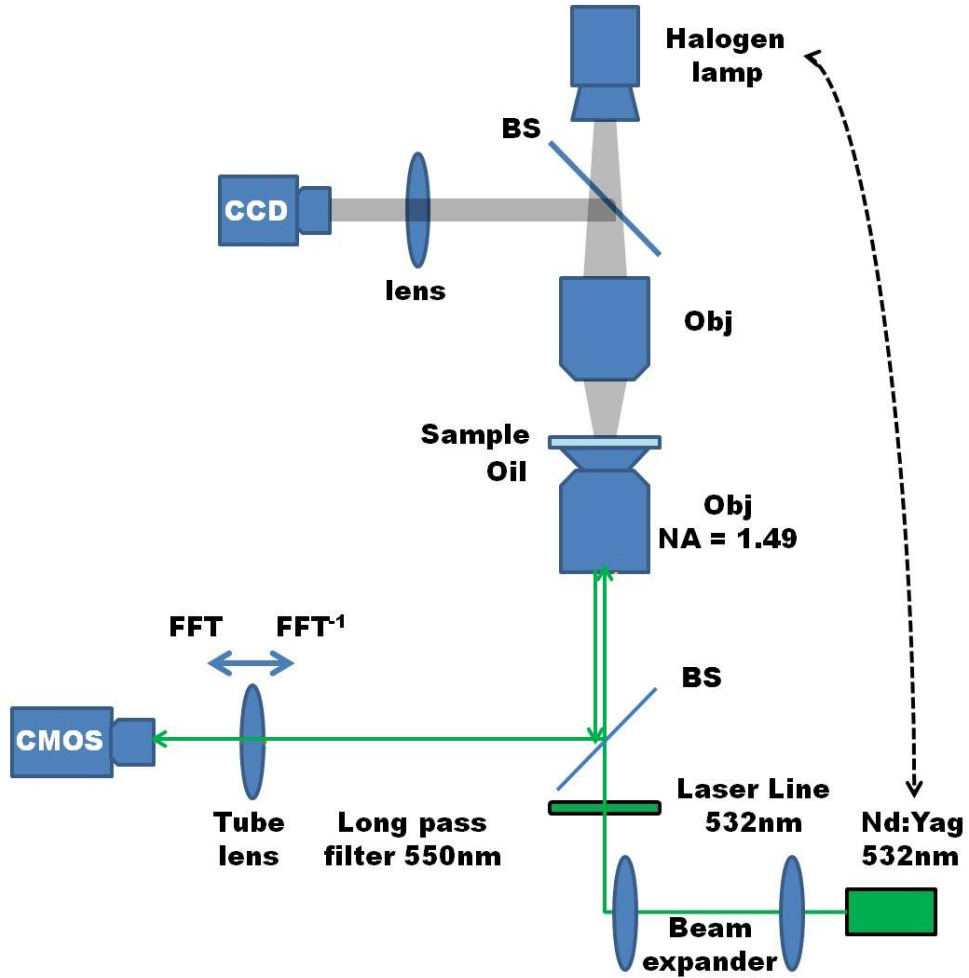 Halogen
lamp
BS
CCD
lens
Obj
Sample
Oil
Obj
NA = 1.49
FFT FFT-1
BS
CMOS
Tube
lens
Long pass
filter 550nm
Laser Line
532nm
Nd:Yag
532nm
Beam
expander